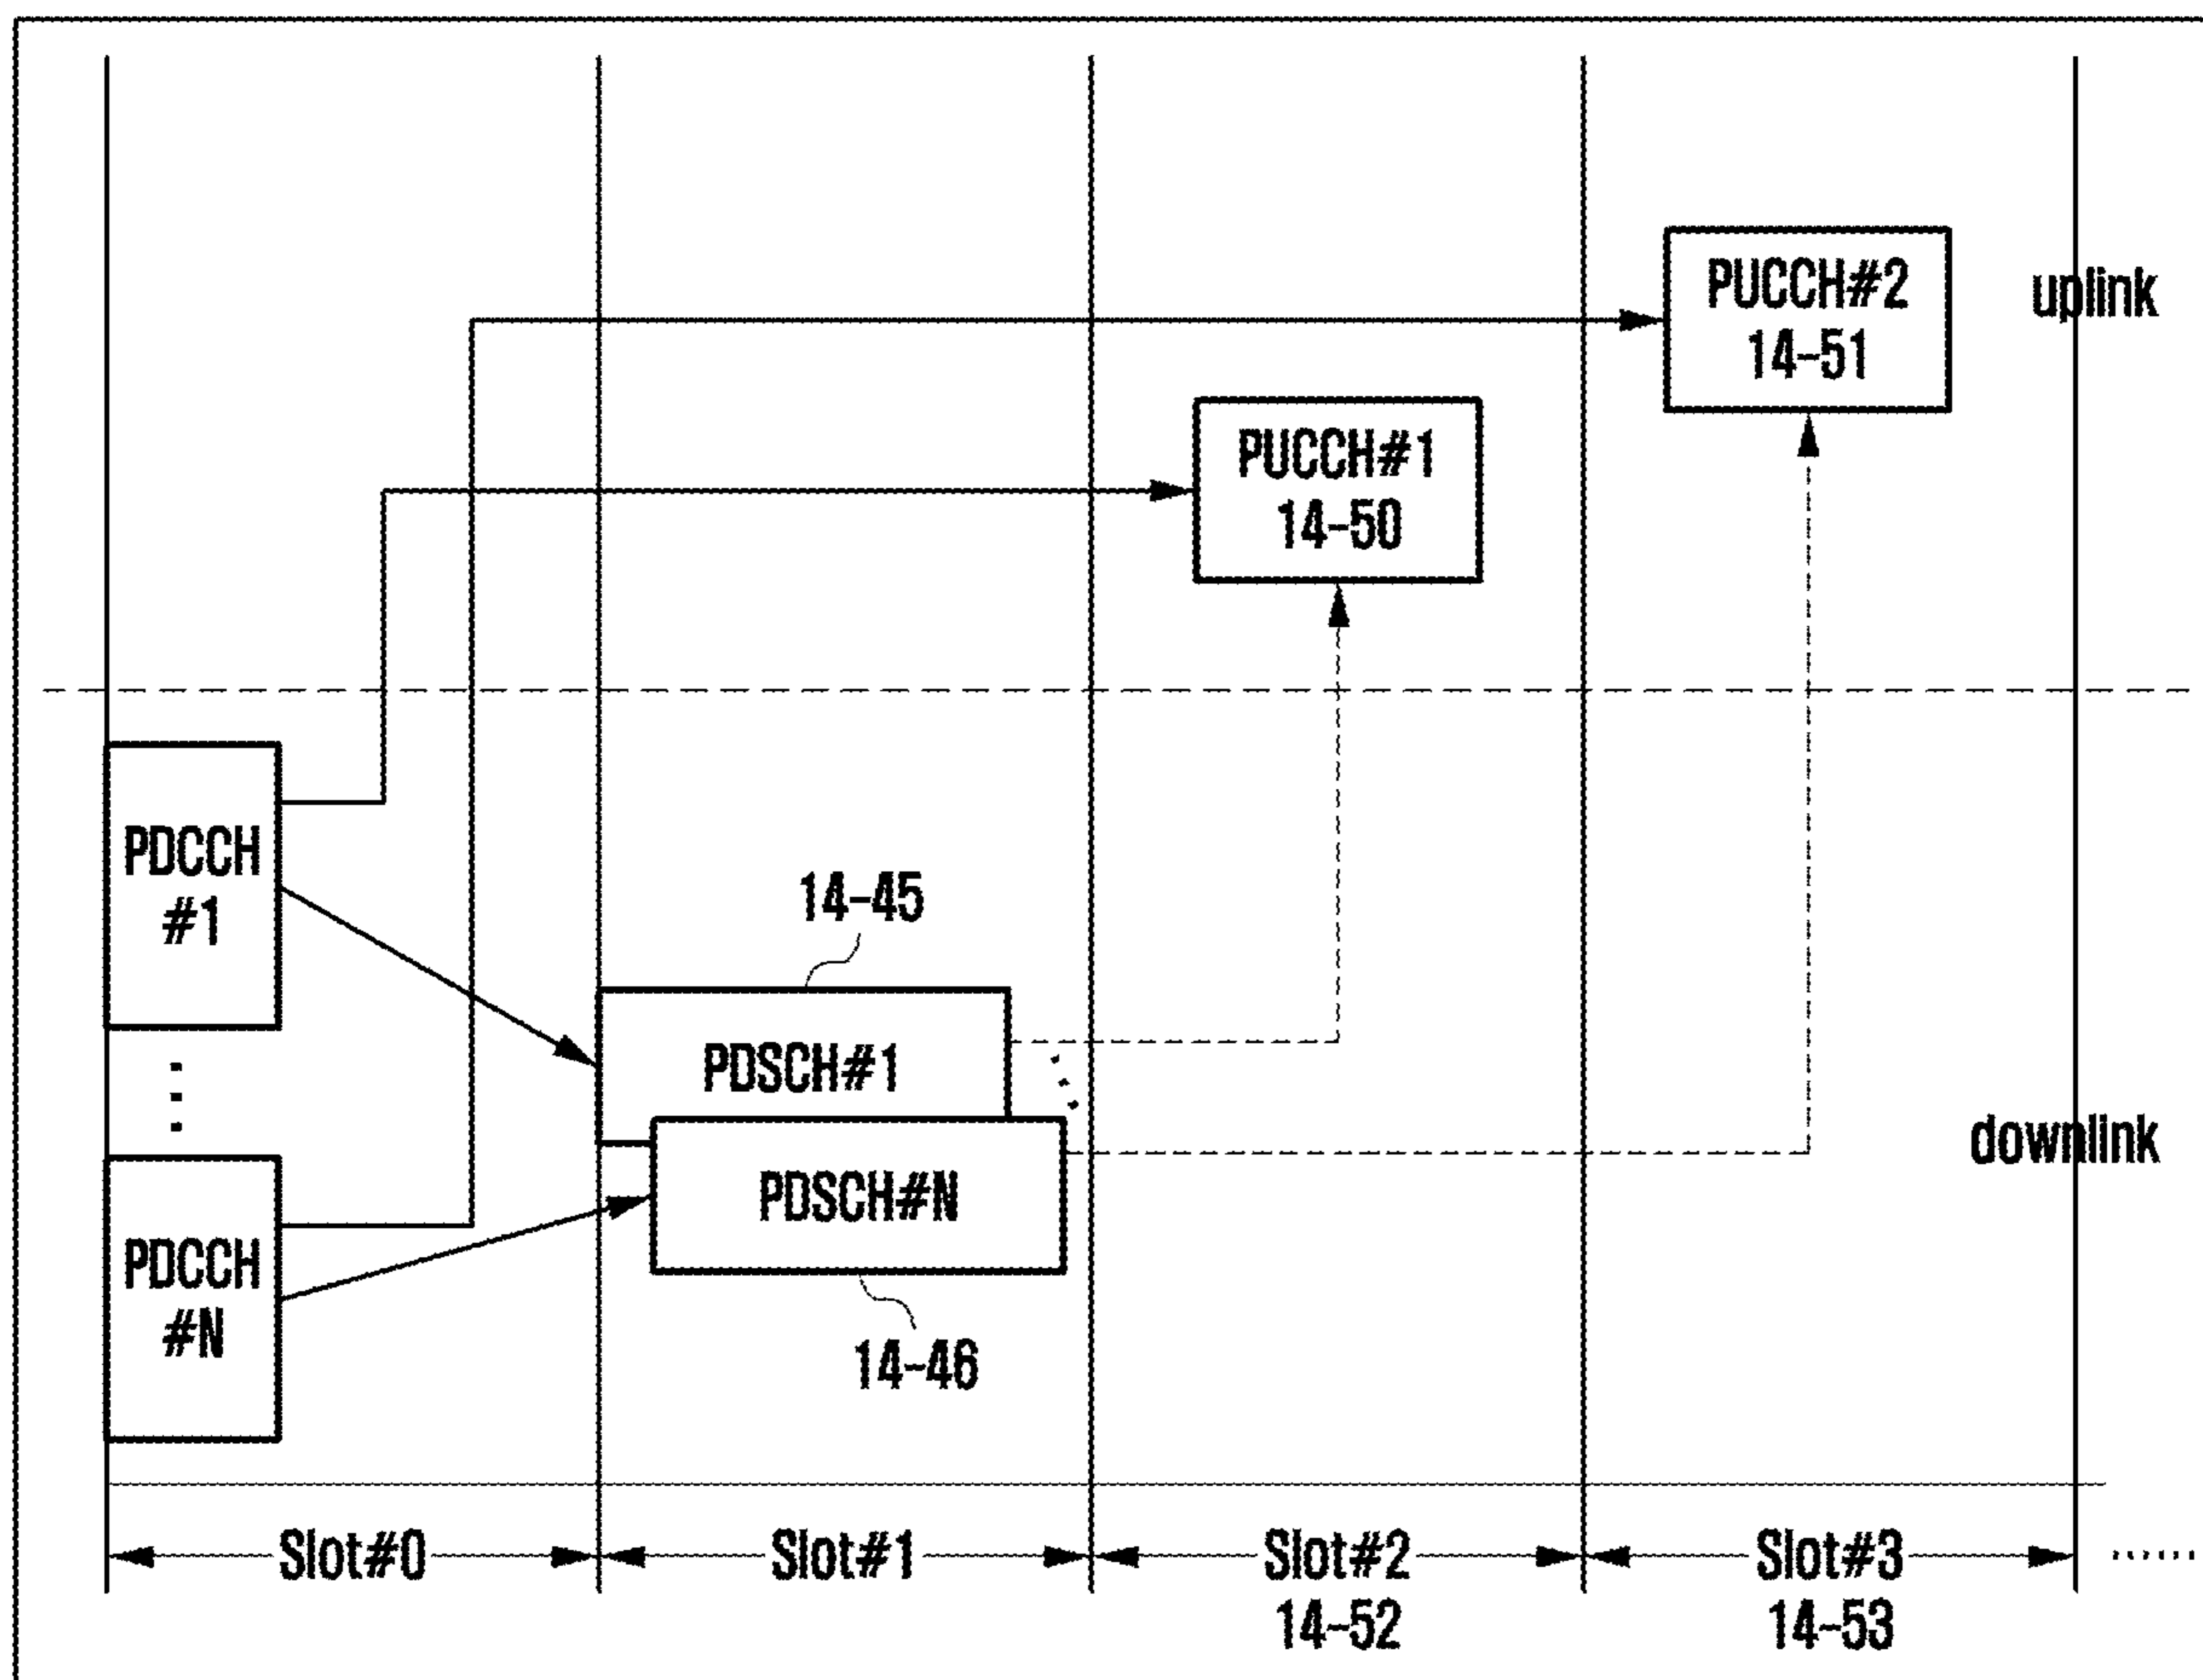 PUCCH#2
14-51
uplink
PUCCH#1
14-50
PDCCH
#1
14-45
PDSCH#1
downlink
PDSCH#N
PDCCH
#N
14-46
Slot#0
Slot#1
Slot#2
14-52
Slot#3
14-53